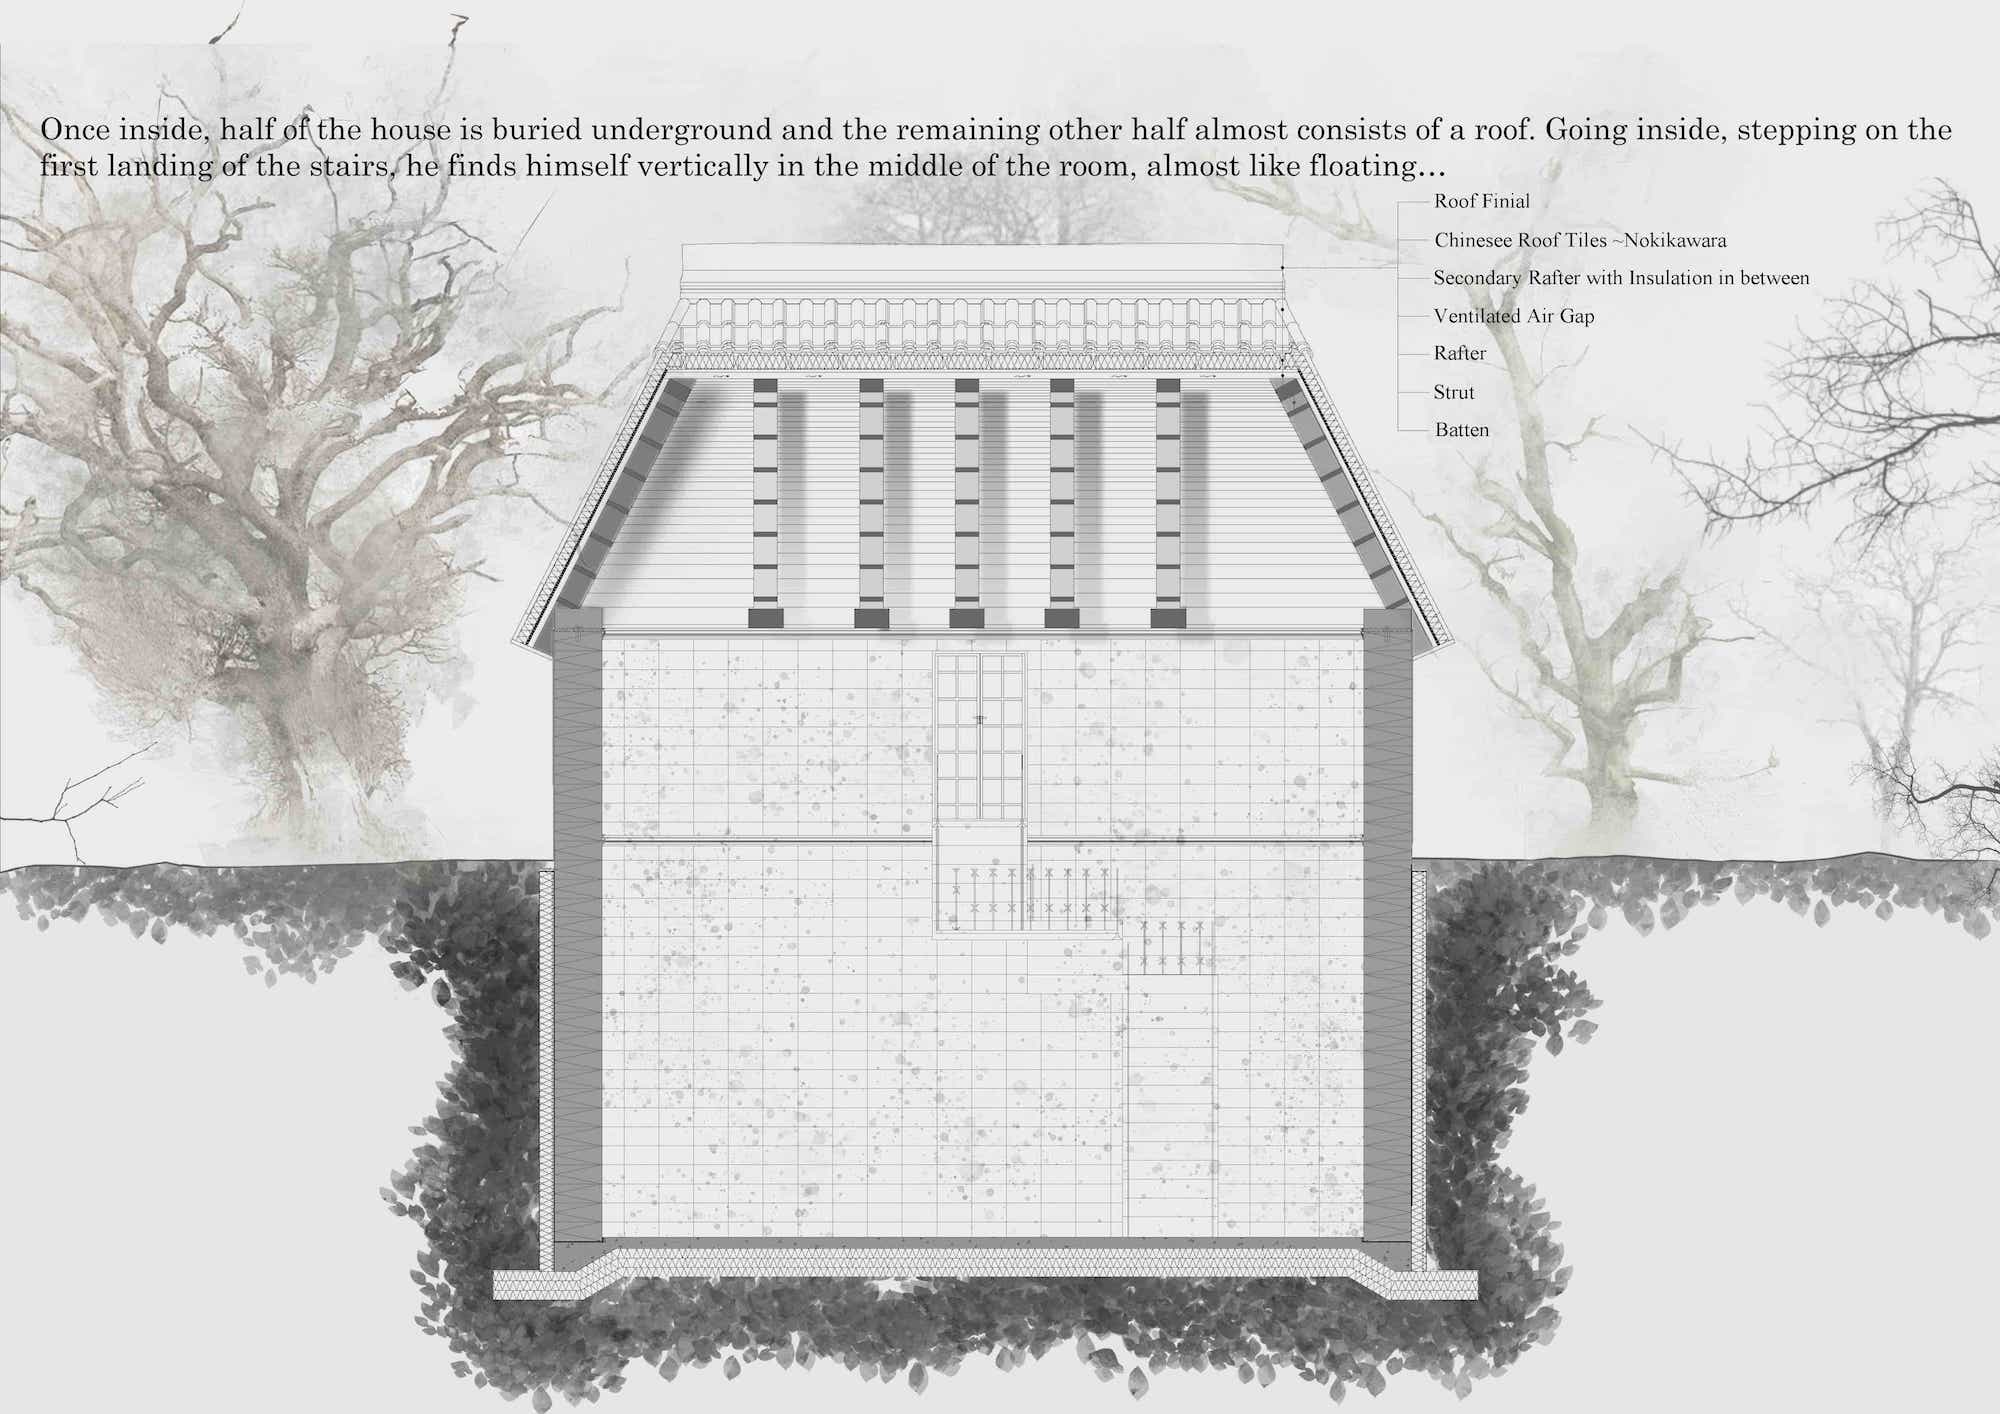 Once inside, half of the house is buried underground and the remaining other half almost consists of a roof. Going inside, stepping on the
first landing of the stairs, he finds himself vertically in the middle of the room, almost like floating...
Roof Finial
Chinesee Roof Tiles ~Nokikawara
Secondary Rafter with Insulation in between
Ventilated Air Gap
Rafter
Strut
Batten